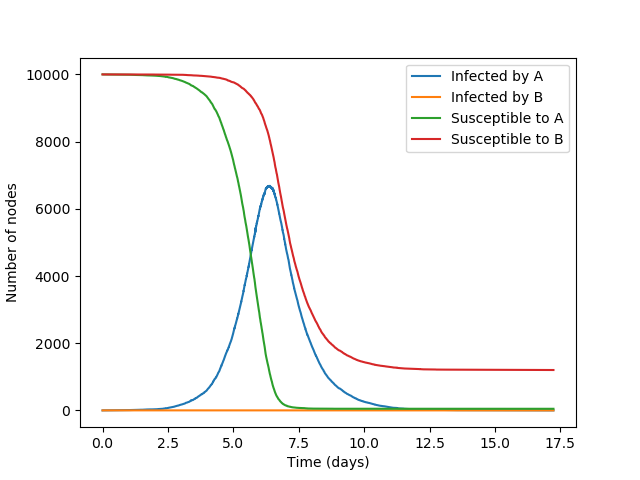 Number of nodes
10000
8000
6000
4000
2000
0
Infected by A
Infected by B
Susceptible to A
Susceptible to B
0.0 2.5 5.0 7.5 10.0 12.5 15.0 17.5
Time (days)